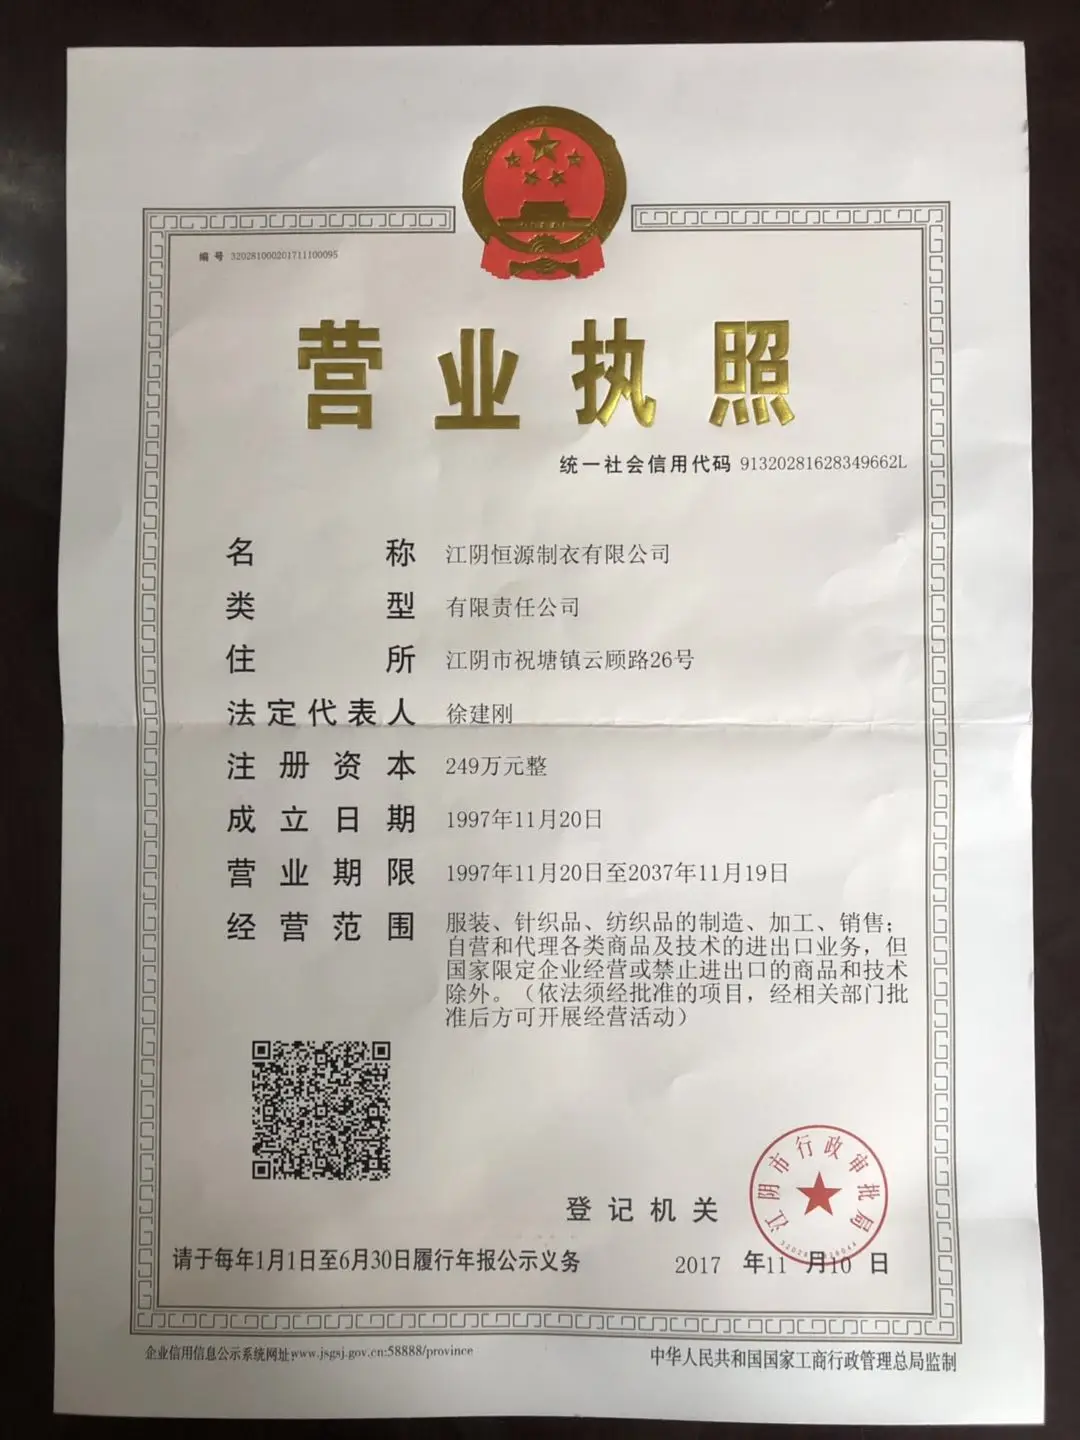 编号 320281000201711100095
营业执照
统一社会信用代码 91320281628349662L
名称 江阴恒源制衣有限公司
类型 有限责任公司
住所 江阴市祝塘镇云顾路26号
法定代表人 徐建刚
注册资本 249万元整
成立日期 1997年11月20日
营业期限 1997年11月20日至2037年11月19日
经营范围 服装、针织品、纺织品的制造、加工、销售；
自营和代理各类商品及技术的进出口业务，但
国家限定企业经营或禁止进出口的商品和技术
除外。（依法须经批准的项目，经相关部门批
准后方可开展经营活动）
江阴市行政审批局
登记机关
请于每年1月1日至6月30日履行年报公示义务
2017 年11 月10 日
企业信用信息公示系统网址:www.jsgsj.gov.cn:58888/province
中华人民共和国国家工商行政管理总局监制